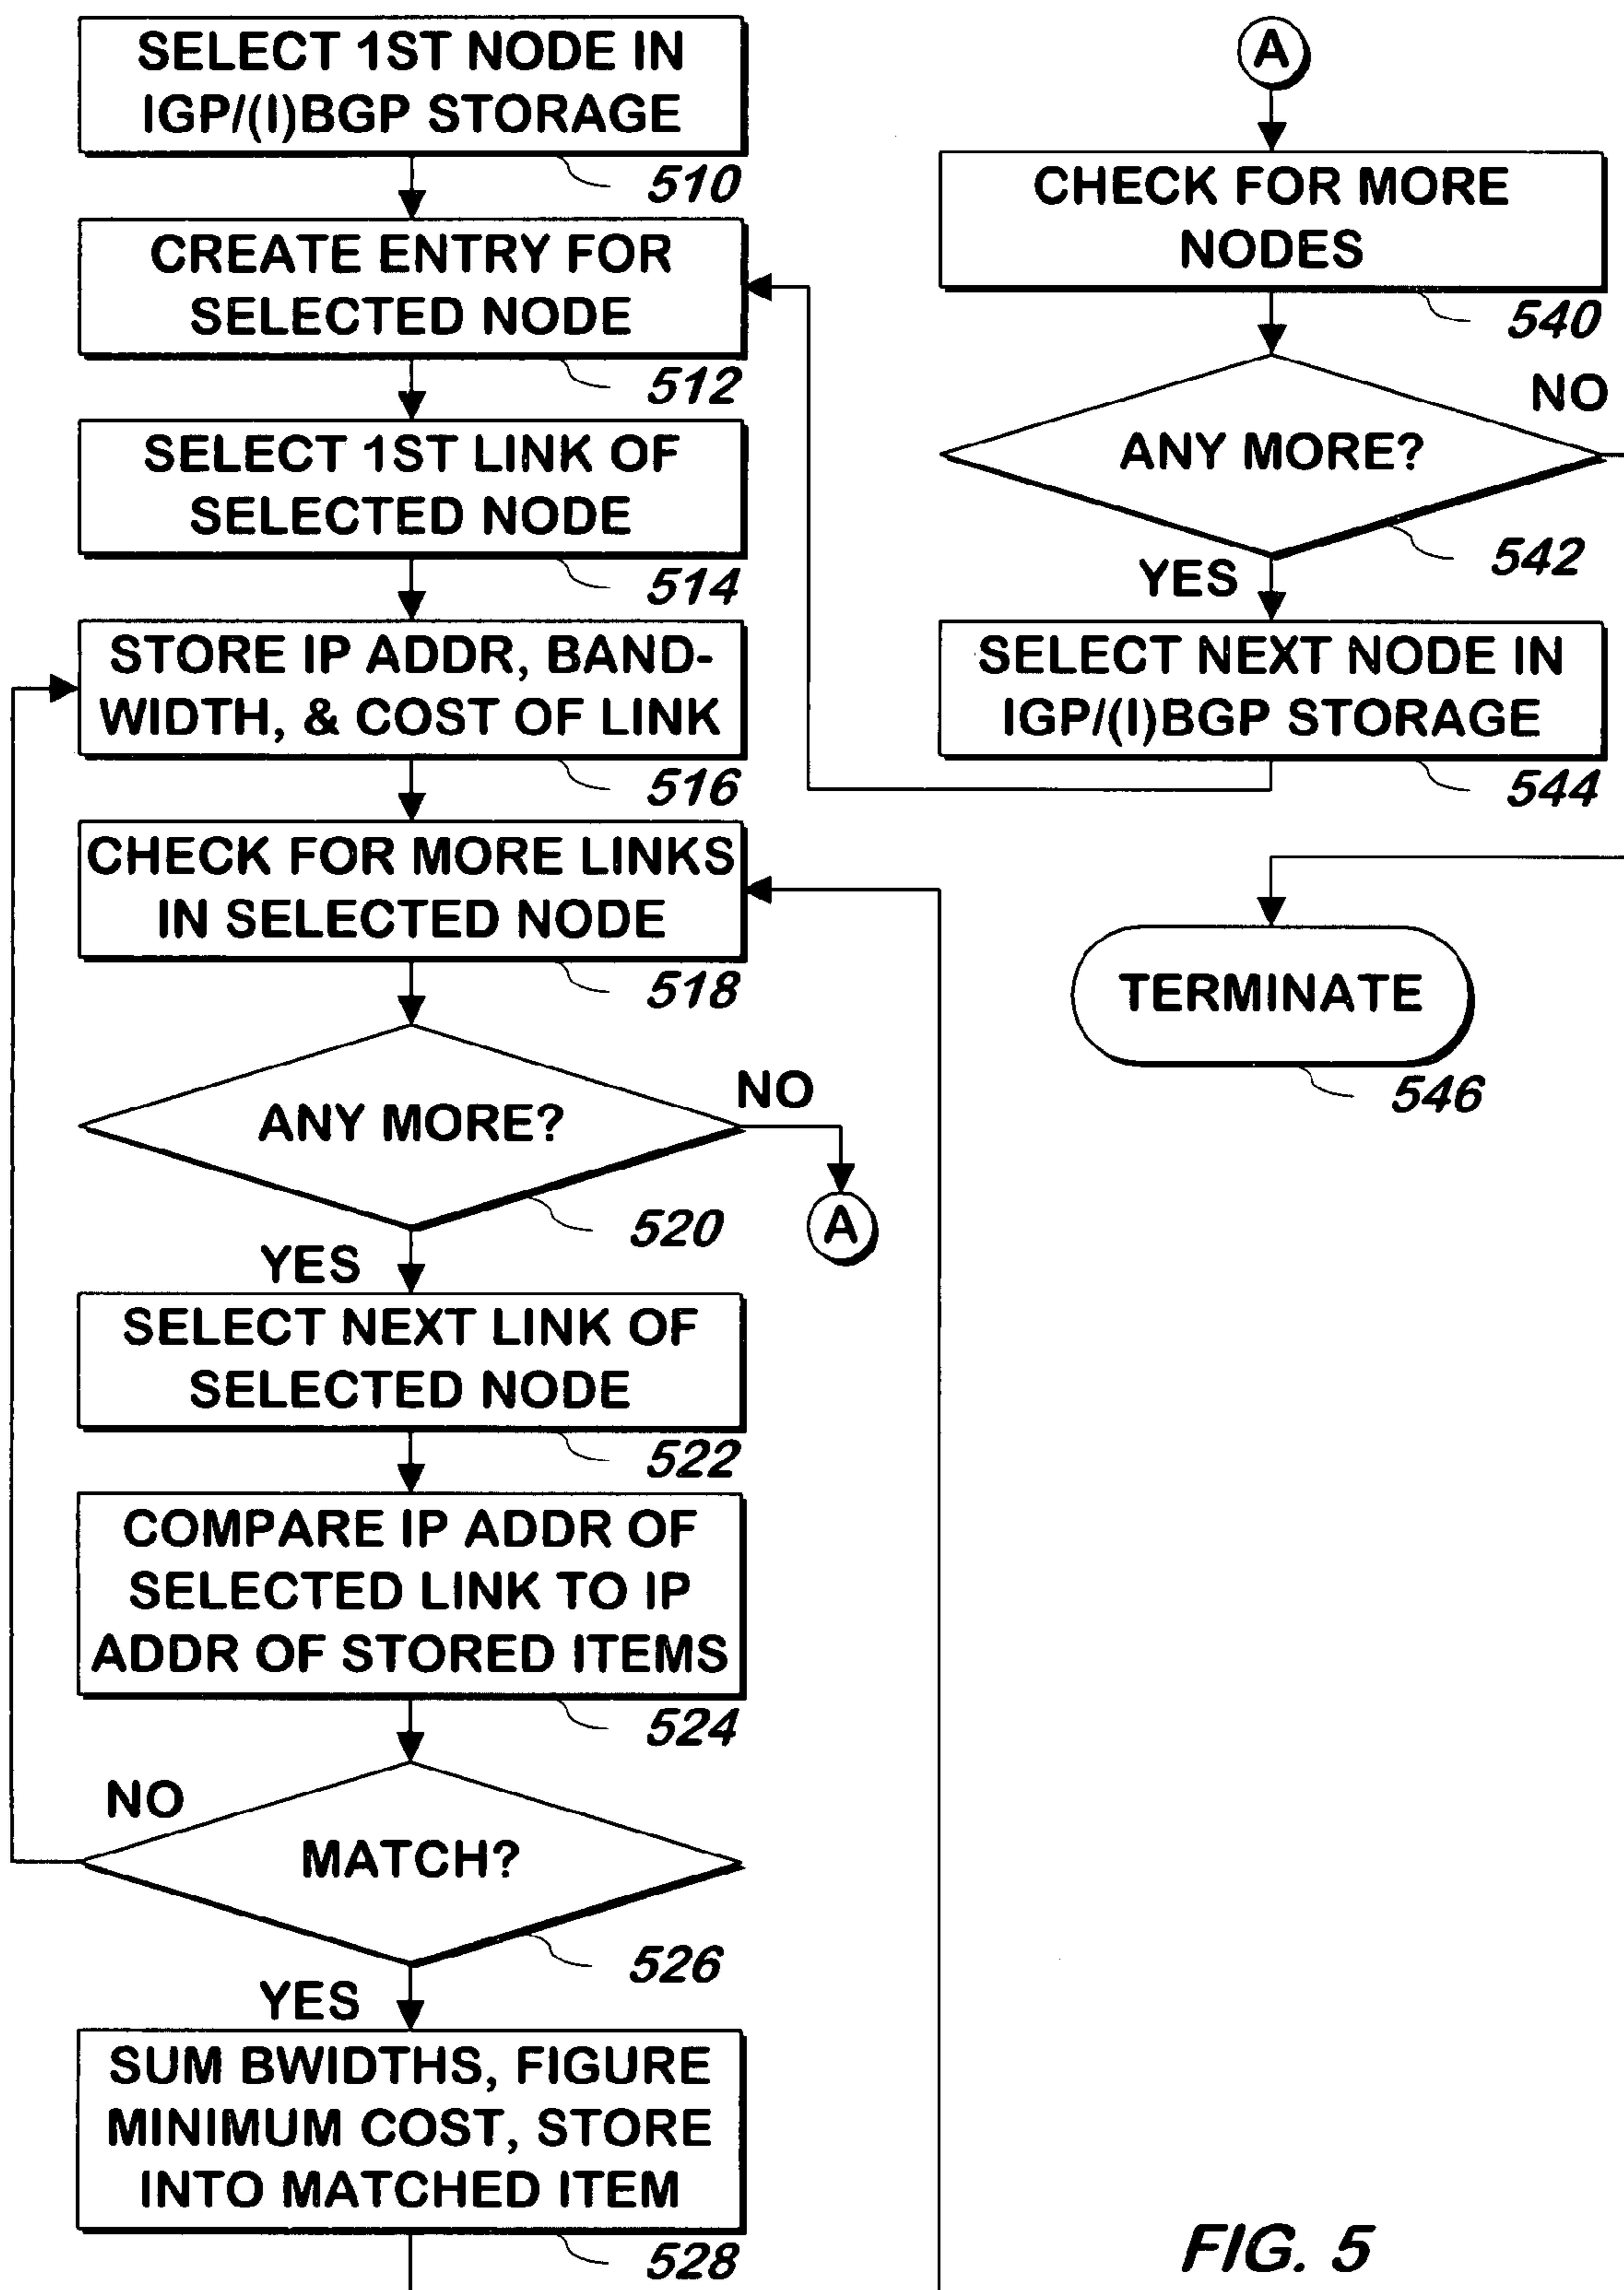 SELECT 1ST NODE IN
IGP/(I)BGP STORAGE
510
CREATE ENTRY FOR
SELECTED NODE
512
SELECT 1ST LINK OF
SELECTED NODE
514
STORE IP ADDR, BAND-
WIDTH, & COST OF LINK
516
CHECK FOR MORE LINKS
IN SELECTED NODE
518
ANY MORE?
NO
520
A
YES
SELECT NEXT LINK OF
SELECTED NODE
522
COMPARE IP ADDR OF
SELECTED LINK TO IP
ADDR OF STORED ITEMS
524
NO
MATCH?
526
YES
SUM BWIDTHS, FIGURE
MINIMUM COST, STORE
INTO MATCHED ITEM
528
A
CHECK FOR MORE
NODES
540
NO
ANY MORE?
542
YES
SELECT NEXT NODE IN
IGP/(I)BGP STORAGE
544
TERMINATE
546
FIG. 5